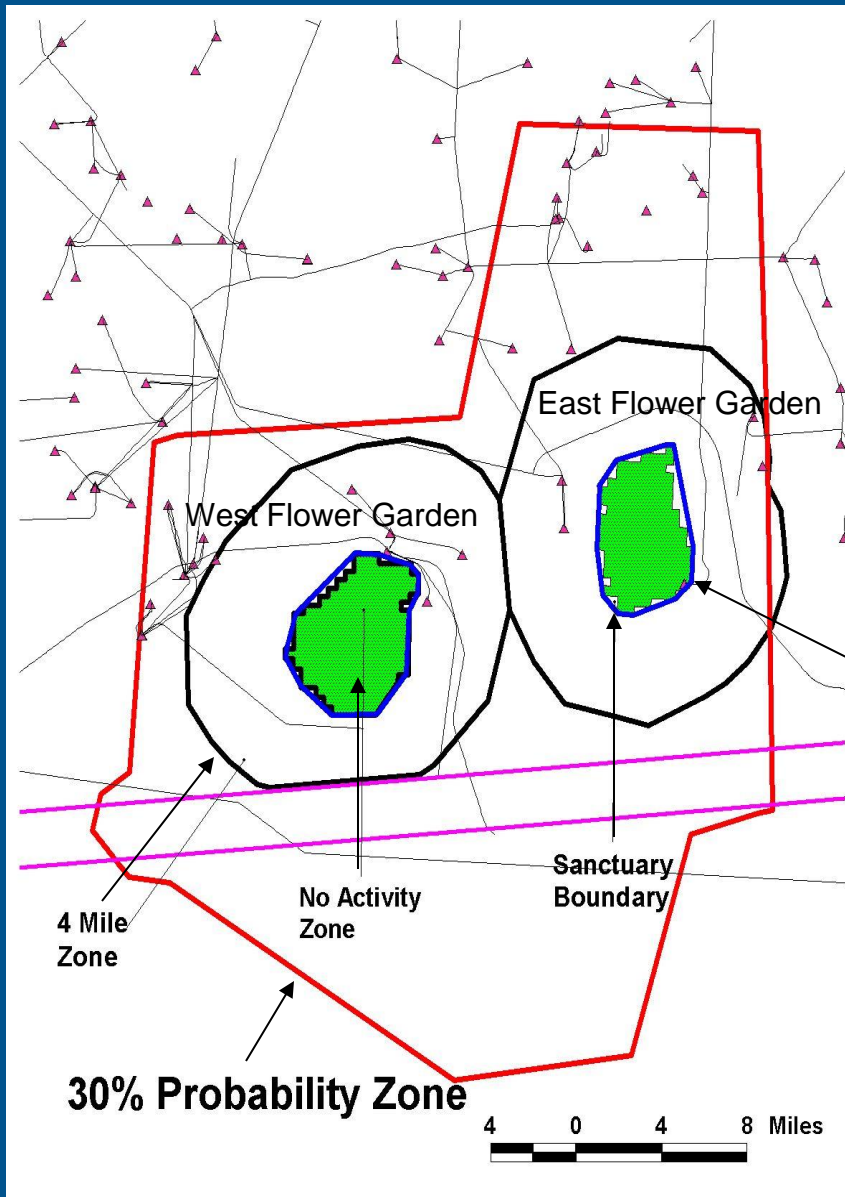 East Flower Garden
West Flower Garden
Sanctuary
Boundary
No Activity
Zone
4 Mile
Zone
30% Probability Zone
4 0 4 8 Miles